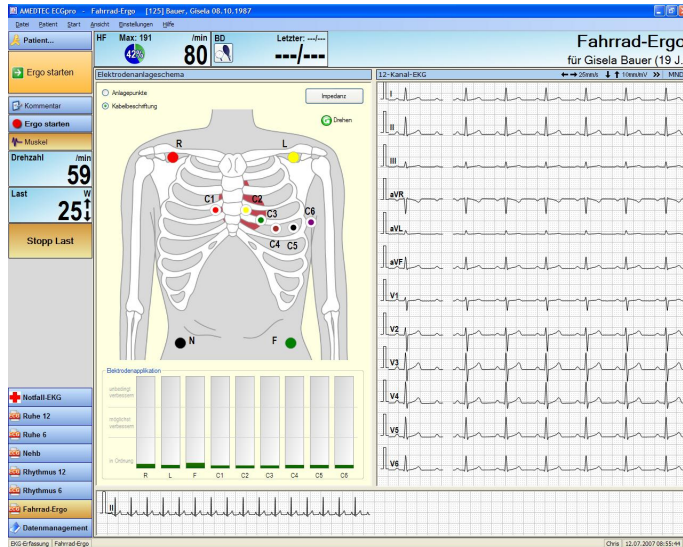 AMEDTEC ECGpro - Fahrrad-Ergo [125] Bauer, Gisela 08.10.1987
Datei Patient Start Ansicht Einstellungen Hilfe
Patient...
HF Max: 191 /min
42%
80
BD Letzter: ---/---
---/---
Fahrrad-Ergo
für Gisela Bauer (19 J.
Ergo starten
Kommentar
Ergo starten
Muskel
Drehzahl /min
59
Last W
25
Stopp Last
Notfall-EKG
Ruhe 12
Ruhe 6
Nehb
Rhythmus 12
Rhythmus 6
Fahrrad-Ergo
Datenmanagement
Elektrodenanlageschema
Anlagepunkte
Kabelbeschriftung
Impedanz
Drehen
R L
C1 C2
C3 C6
C4 C5
N F
Elektrodenapplikation
unbedingt
verbessern
möglichst
verbessern
in Ordnung
R L F C1 C2 C3 C4 C5 C6
12-Kanal-EKG 25mm/s 10mm/mV MND
I
II
III
aVR
aVL
aVF
V1
V2
V3
V4
V5
V6
II
EKG-Erfassung Fahrrad-Ergo Chris 12.07.2007 08:55:44